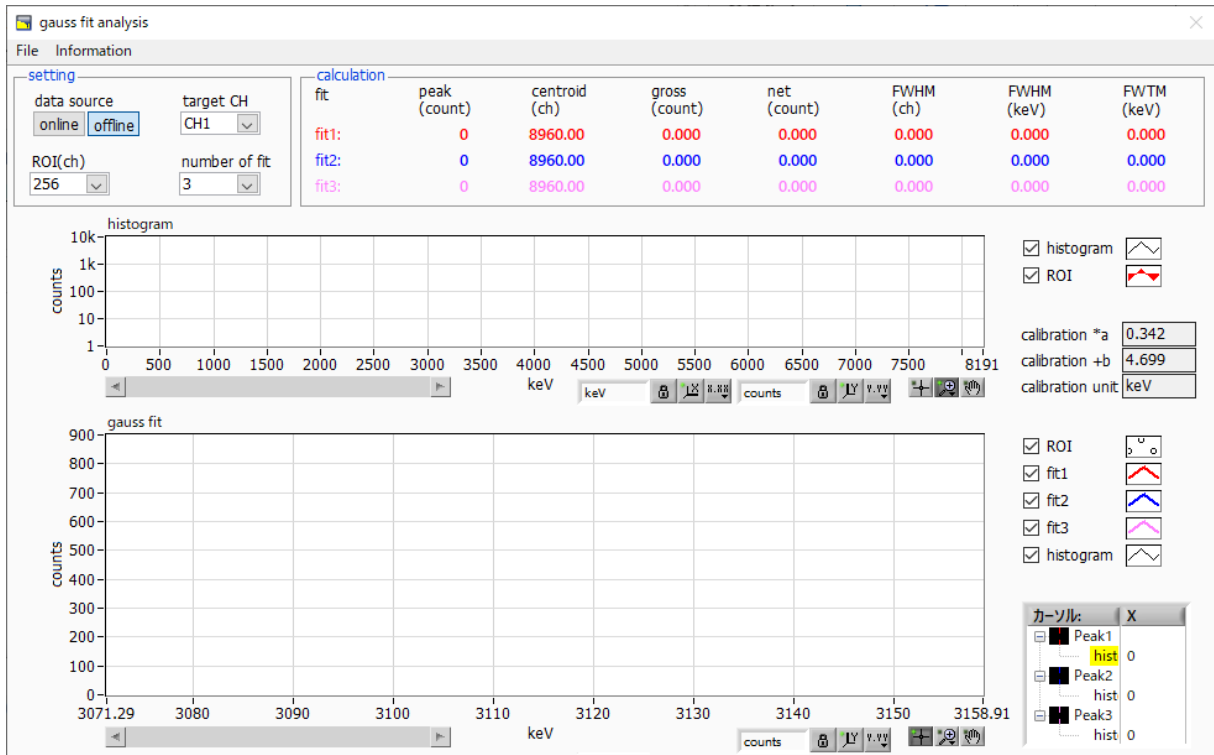 gauss fit analysis
File Information
setting
data source target CH
online offline CH1
ROI(ch) number of fit
256 3
calculation
fit peak (count) centroid (ch) gross (count) net (count) FWHM (ch) FWHM (keV) FWTM (keV)
fit1: 0 8960.00 0.000 0.000 0.000 0.000 0.000
fit2: 0 8960.00 0.000 0.000 0.000 0.000 0.000
fit3: 0 8960.00 0.000 0.000 0.000 0.000 0.000
histogram
counts
10k
1k
100
10
1
0 500 1000 1500 2000 2500 3000 3500 4000 4500 5000 5500 6000 6500 7000 7500 8191
keV
keV X.XX counts Y.YY
histogram
ROI
calibration *a 0.342
calibration +b 4.699
calibration unit keV
gauss fit
counts
900
800
700
600
500
400
300
200
100
0
3071.29 3080 3090 3100 3110 3120 3130 3140 3150 3158.91
keV
counts Y.YY
ROI
fit1
fit2
fit3
histogram
カーソル: X
Peak1
hist 0
Peak2
hist 0
Peak3
hist 0